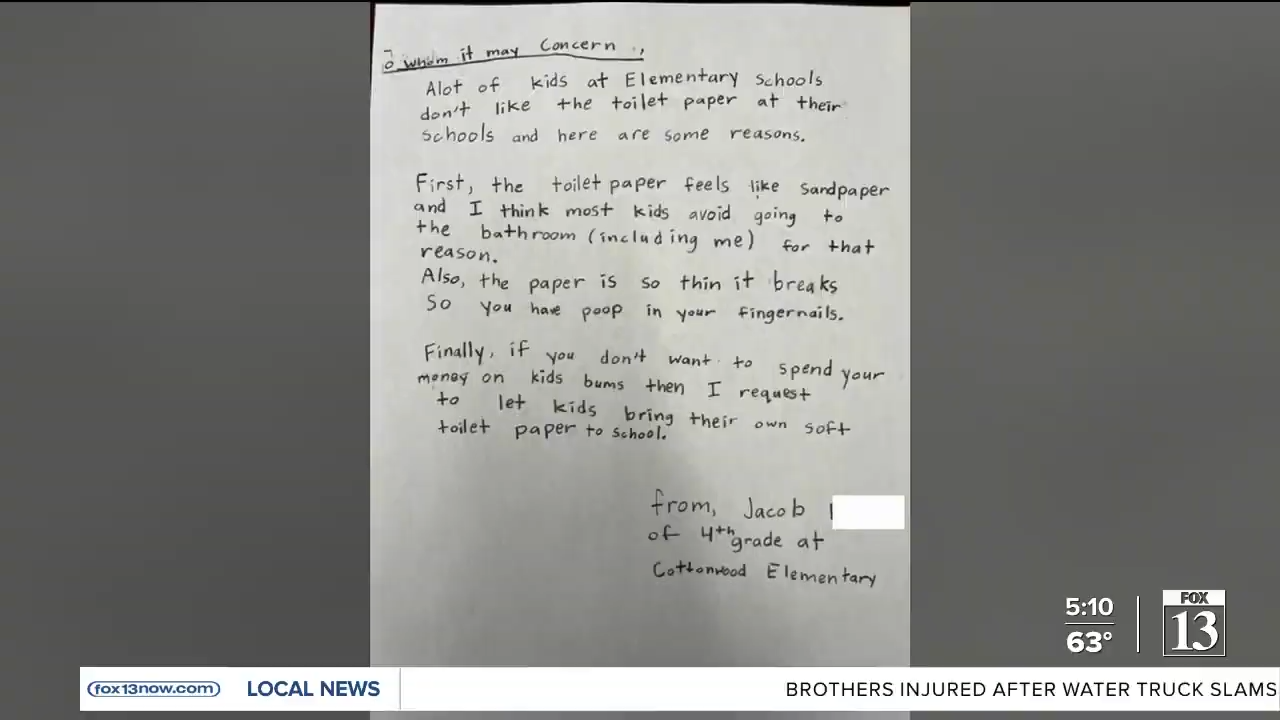 To whom it may Concern,
Alot of kids at Elementary schools
don't like the toilet paper at their
schools and here are some reasons.
First, the toilet paper feels like sandpaper
and I think most kids avoid going to
the bathroom (including me) for that
reason.
Also, the paper is so thin it breaks
So you have poop in your fingernails.
Finally, if you don't want to spend your
money on kids bums then I request
to let kids bring their own soft
toilet paper to school.
from, Jacob
of 4th grade at
Cottonwood Elementary
5:10
63°
FOX
13
fox13now.com
LOCAL NEWS
BROTHERS INJURED AFTER WATER TRUCK SLAMS